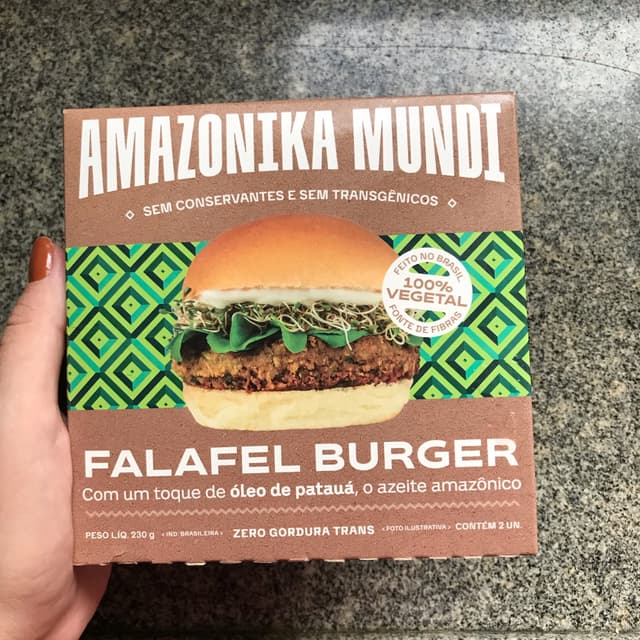 AMAZONIKA MUNDI
SEM CONSERVANTES E SEM TRANSGÊNICOS
FEITO NO BRASIL
100%
VEGETAL
FONTE DE FIBRAS
FALAFEL BURGER
Com um toque de óleo de patauá, o azeite amazônico
PESO LÍQ. 230 g <IND. BRASILEIRA> ZERO GORDURA TRANS <FOTO ILUSTRATIVA> CONTÉM 2 UN.